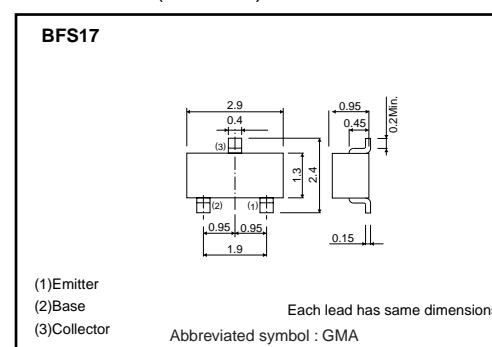 BFS17
2.9
0.4
(3)
0.95
0.45
0.2Min.
1.3
2.4
(2)
(1)
0.95 0.95
1.9
0.15
(1)Emitter
(2)Base
(3)Collector
Each lead has same dimensions
Abbreviated symbol : GMA